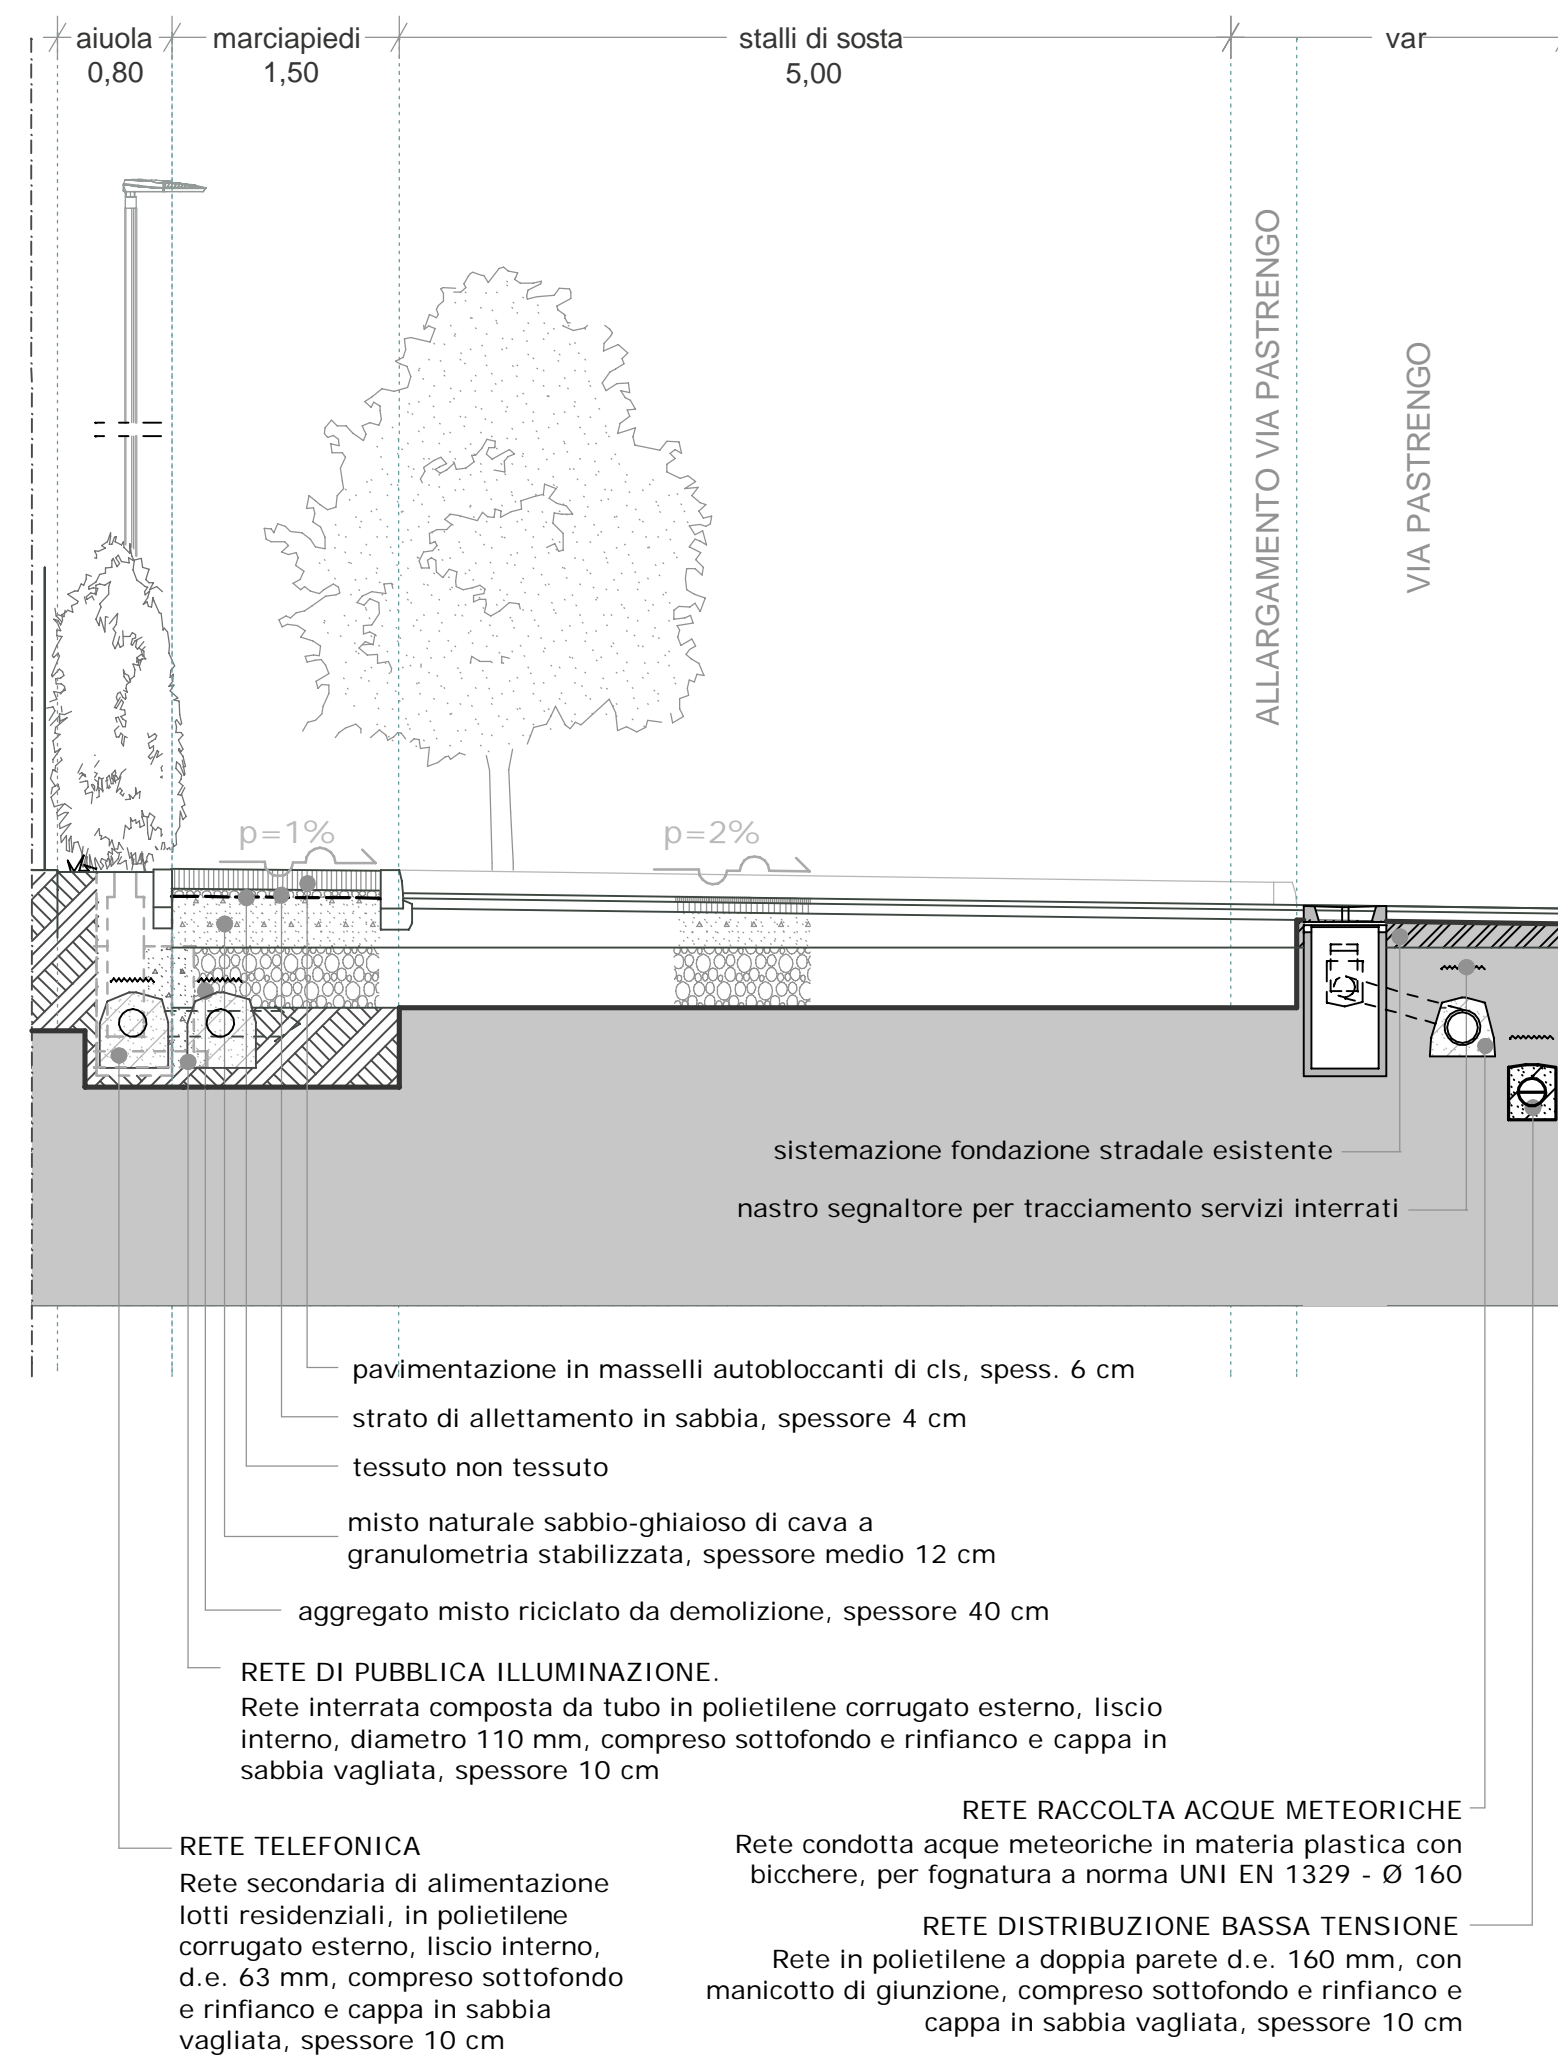 aiuola
marciapiedi
stalli di sosta
var
0,80
1,50
5,00
ALLARGAMENTO VIA PASTRENGO
VIA PASTRENGO
p=1%
p=2%
sistemazione fondazione stradale esistente
nastro segnaltore per tracciamento servizi interrati
pavimentazione in masselli autobloccanti di cls, spess. 6 cm
strato di allettamento in sabbia, spessore 4 cm
tessuto non tessuto
misto naturale sabbio-ghiaioso di cava a
granulometria stabilizzata, spessore medio 12 cm
aggregato misto riciclato da demolizione, spessore 40 cm
RETE DI PUBBLICA ILLUMINAZIONE.
Rete interrata composta da tubo in polietilene corrugato esterno, liscio
interno, diametro 110 mm, compreso sottofondo e rinfianco e cappa in
sabbia vagliata, spessore 10 cm
RETE TELEFONICA
Rete secondaria di alimentazione
lotti residenziali, in polietilene
corrugato esterno, liscio interno,
d.e. 63 mm, compreso sottofondo
e rinfianco e cappa in sabbia
vagliata, spessore 10 cm
RETE RACCOLTA ACQUE METEORICHE
Rete condotta acque meteoriche in materia plastica con
bicchere, per fognatura a norma UNI EN 1329 - Ø 160
RETE DISTRIBUZIONE BASSA TENSIONE
Rete in polietilene a doppia parete d.e. 160 mm, con
manicotto di giunzione, compreso sottofondo e rinfianco e
cappa in sabbia vagliata, spessore 10 cm